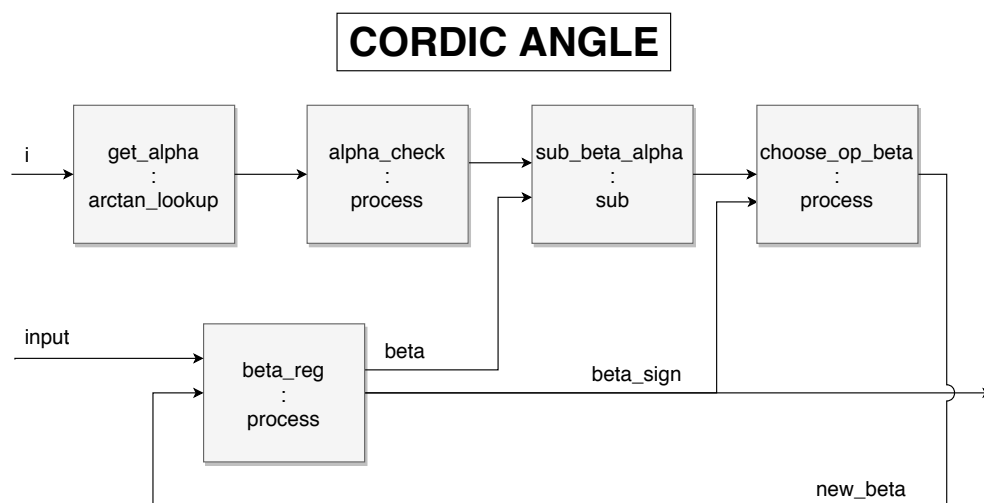 CORDIC ANGLE
i
get_alpha
:
arctan_lookup
alpha_check
:
process
sub_beta_alpha
:
sub
choose_op_beta
:
process
input
beta_reg
:
process
beta
beta_sign
new_beta